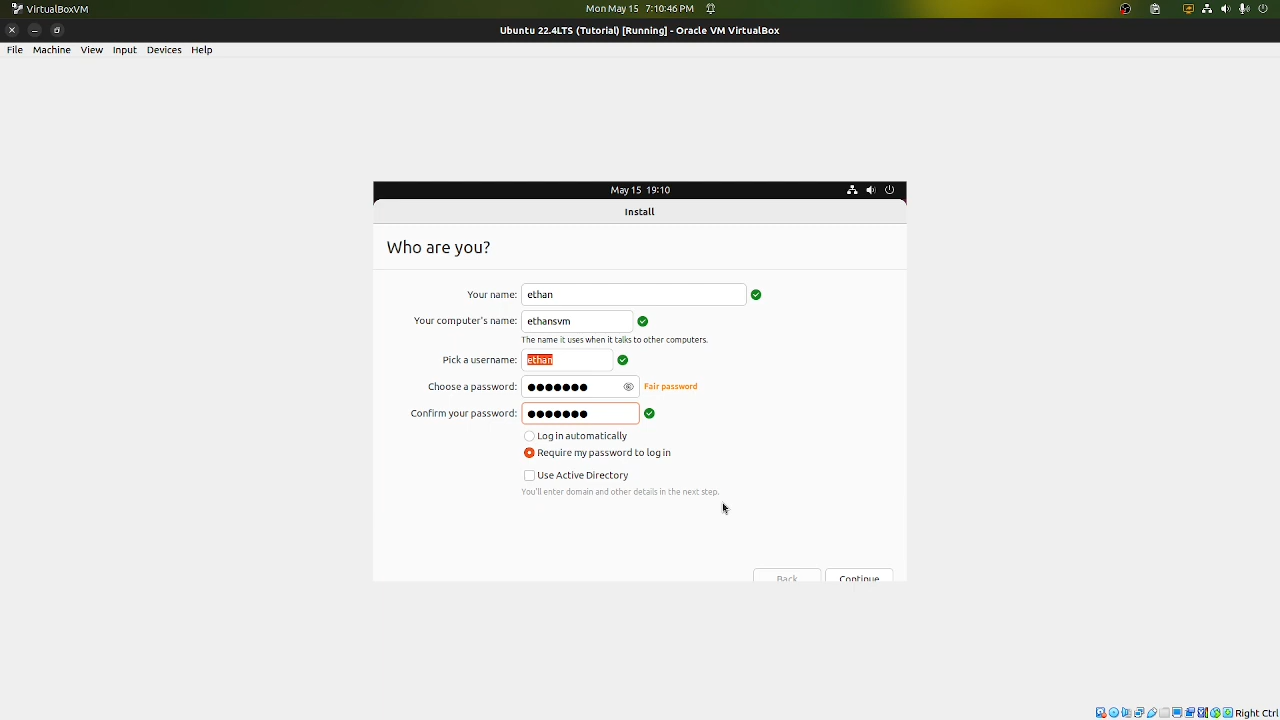 VirtualBoxVM
Mon May 15 7:10:46 PM
Ubuntu 22.4LTS (Tutorial) [Running] - Oracle VM VirtualBox
File Machine View Input Devices Help
May 15 19:10
Install
Who are you?
Your name: ethan
Your computer's name: ethansvm
The name it uses when it talks to other computers.
Pick a username: ethan
Choose a password: ●●●●●●● Fair password
Confirm your password: ●●●●●●●
Log in automatically
Require my password to log in
Use Active Directory
You'll enter domain and other details in the next step.
Back Continue
Right Ctrl